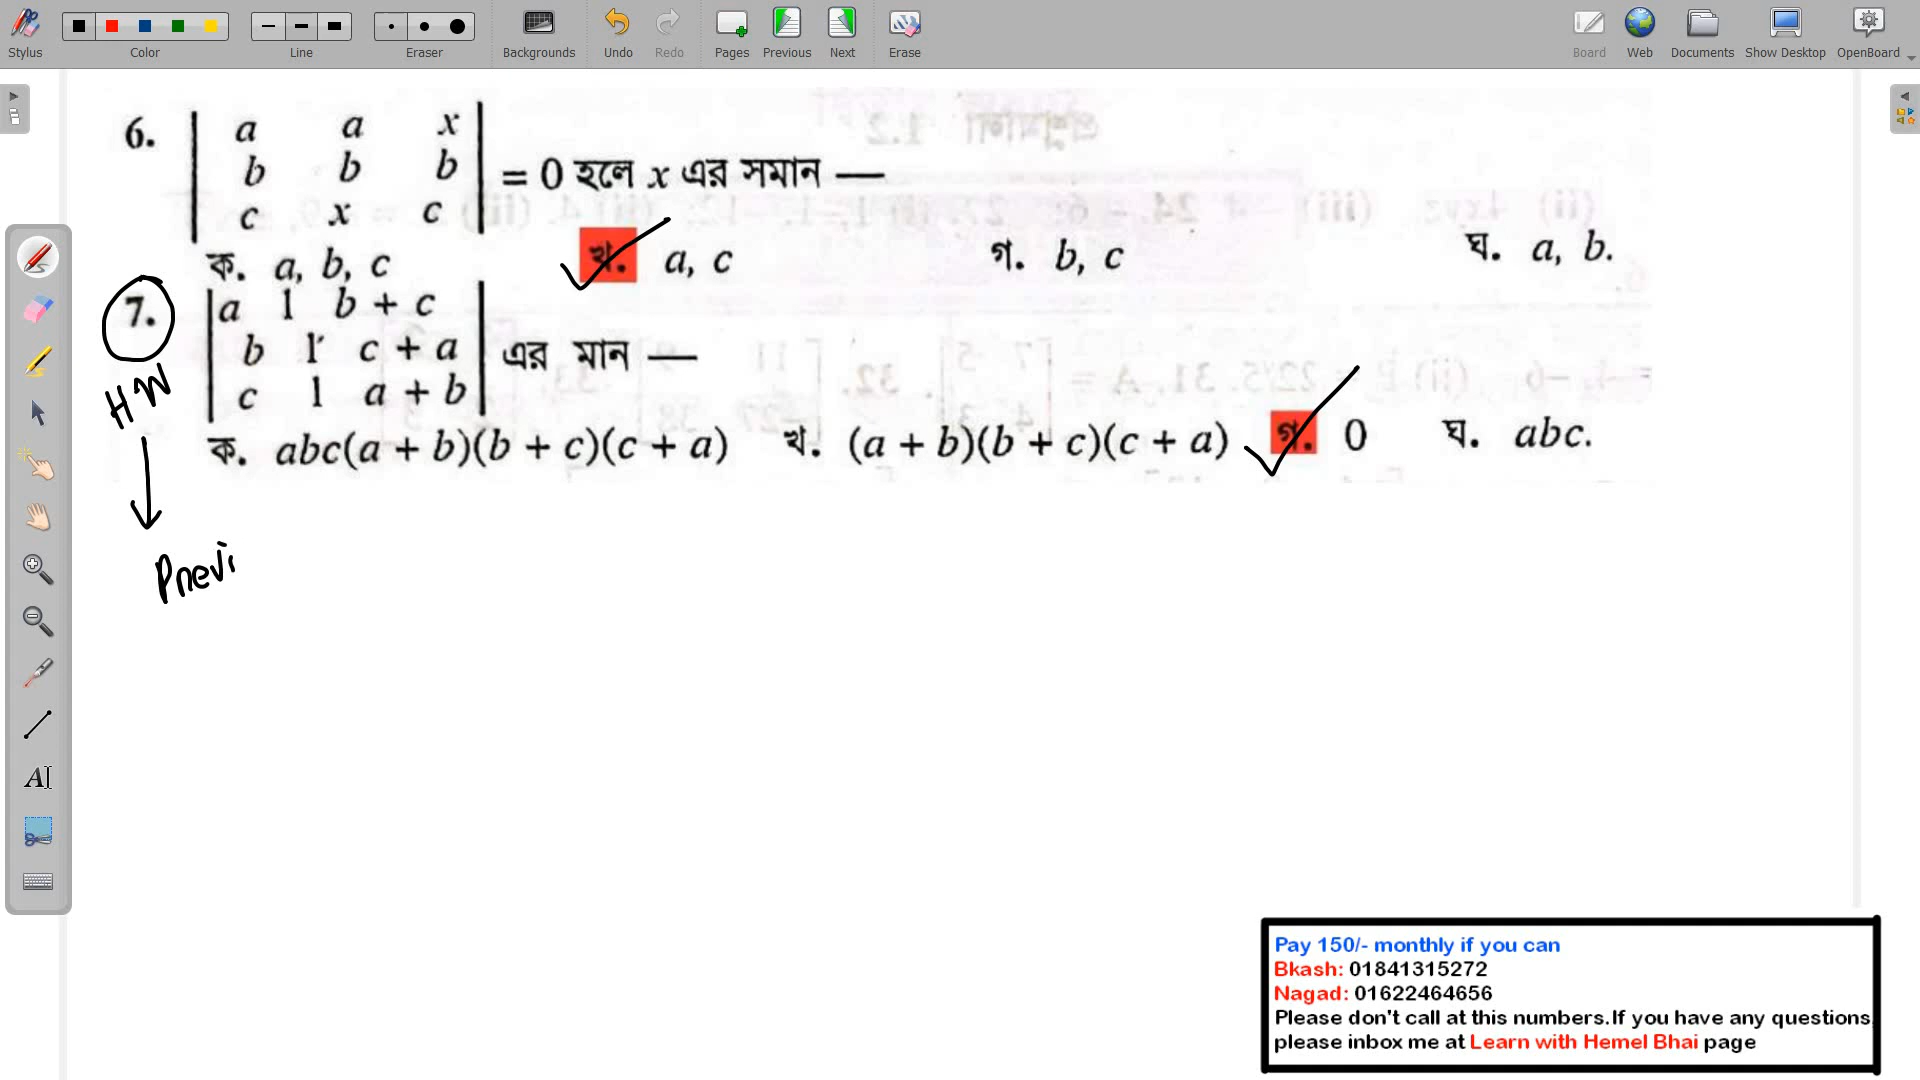 Stylus Color Line Eraser Backgrounds Undo Redo Pages Previous Next Erase Board Web Documents Show Desktop OpenBoard
6. | a a x |
| b b b | = 0 হলে x এর সমান —
| c x c |
ক. a, b, c খ. a, c গ. b, c ঘ. a, b.
7. | a 1 b + c |
| b 1 c + a | এর মান —
| c 1 a + b |
HW
ক. abc(a + b)(b + c)(c + a) খ. (a + b)(b + c)(c + a) গ. 0 ঘ. abc.
Previ
Pay 150/- monthly if you can
Bkash: 01841315272
Nagad: 01622464656
Please don't call at this numbers.If you have any questions
please inbox me at Learn with Hemel Bhai page